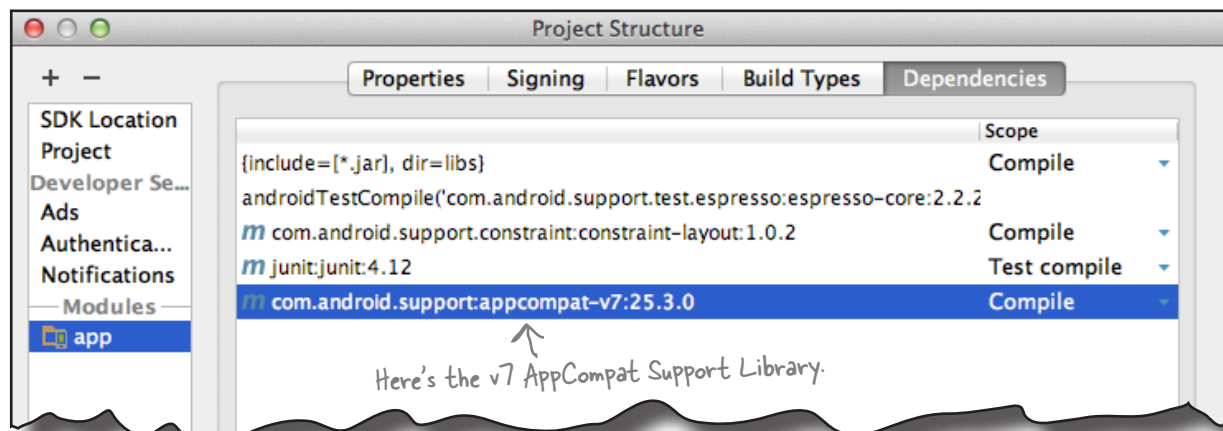 Project Structure
+ −
Properties Signing Flavors Build Types Dependencies
SDK Location
Project
Developer Se...
Ads
Authentica...
Notifications
Modules
app
Scope
{include=[*.jar], dir=libs} Compile
androidTestCompile('com.android.support.test.espresso:espresso-core:2.2.2
m com.android.support.constraint:constraint-layout:1.0.2 Compile
m junit:junit:4.12 Test compile
m com.android.support:appcompat-v7:25.3.0 Compile
Here's the v7 AppCompat Support Library.